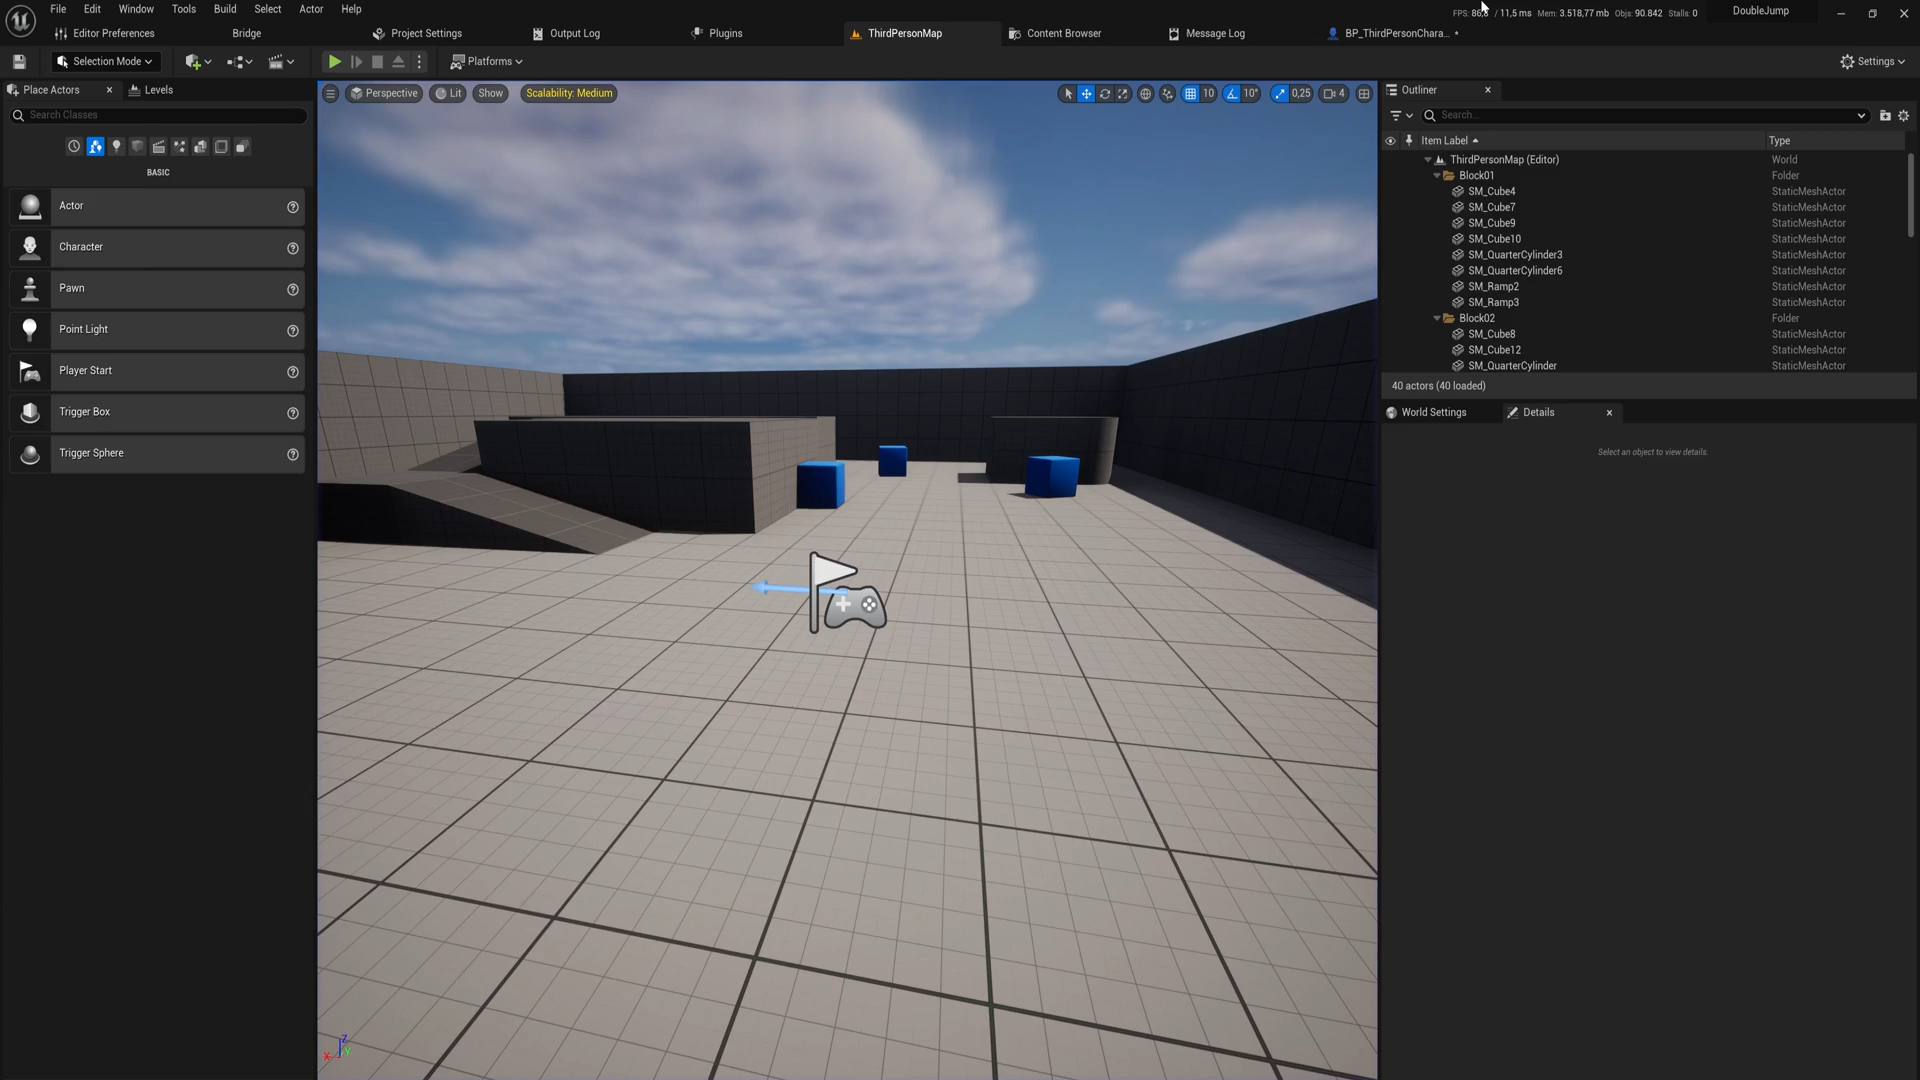 File Edit Window Tools Build Select Actor Help
FPS: 86, / 11,5 ms Mem: 3.518,77 mb Objs: 90.842 Stalls: 0
DoubleJump
Editor Preferences
Bridge
Project Settings
Output Log
Plugins
ThirdPersonMap
Content Browser
Message Log
BP_ThirdPersonChara... •
Selection Mode
Platforms
Settings
Place Actors
Levels
Search Classes
BASIC
Actor
Character
Pawn
Point Light
Player Start
Trigger Box
Trigger Sphere
Perspective
Lit
Show
Scalability: Medium
10
10°
0,25
4
Z
X
Y
Outliner
Search...
Item Label Type
ThirdPersonMap (Editor) World
Block01 Folder
SM_Cube4 StaticMeshActor
SM_Cube7 StaticMeshActor
SM_Cube9 StaticMeshActor
SM_Cube10 StaticMeshActor
SM_QuarterCylinder3 StaticMeshActor
SM_QuarterCylinder6 StaticMeshActor
SM_Ramp2 StaticMeshActor
SM_Ramp3 StaticMeshActor
Block02 Folder
SM_Cube8 StaticMeshActor
SM_Cube12 StaticMeshActor
SM_QuarterCylinder StaticMeshActor
40 actors (40 loaded)
World Settings
Details
Select an object to view details.